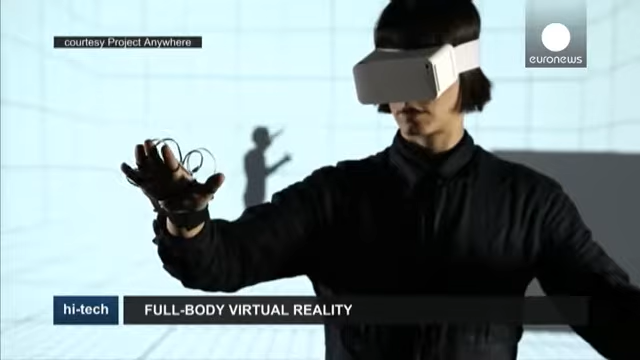 courtesy Project Anywhere
euronews
hi-tech
FULL-BODY VIRTUAL REALITY